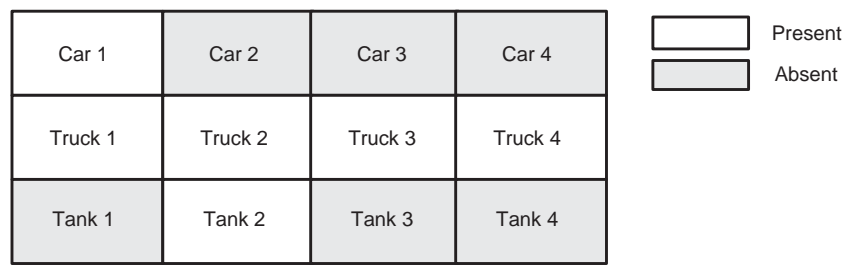 Car 1 Car 2 Car 3 Car 4
Truck 1 Truck 2 Truck 3 Truck 4
Tank 1 Tank 2 Tank 3 Tank 4
Present
Absent